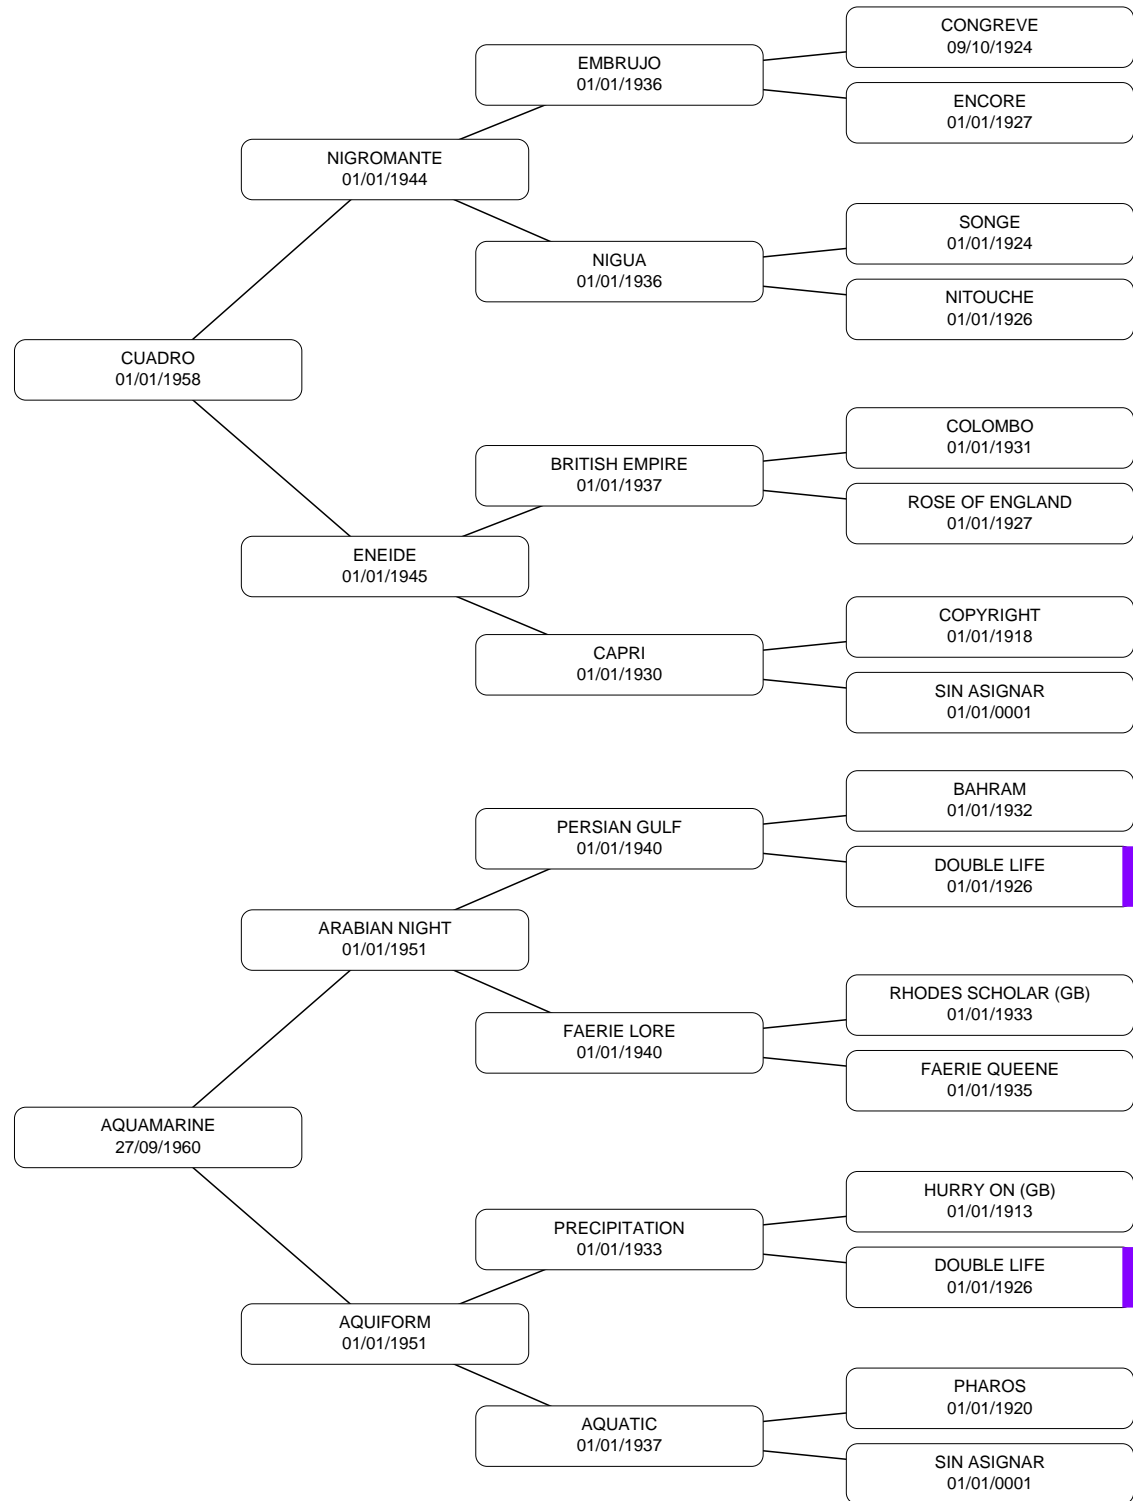 CONGREVE
09/10/1924
EMBRUJO
01/01/1936
ENCORE
01/01/1927
NIGROMANTE
01/01/1944
SONGE
01/01/1924
NIGUA
01/01/1936
NITOUCHE
01/01/1926
CUADRO
01/01/1958
COLOMBO
01/01/1931
BRITISH EMPIRE
01/01/1937
ROSE OF ENGLAND
01/01/1927
ENEIDE
01/01/1945
COPYRIGHT
01/01/1918
CAPRI
01/01/1930
SIN ASIGNAR
01/01/0001
BAHRAM
01/01/1932
PERSIAN GULF
01/01/1940
DOUBLE LIFE
01/01/1926
ARABIAN NIGHT
01/01/1951
RHODES SCHOLAR (GB)
01/01/1933
FAERIE LORE
01/01/1940
FAERIE QUEENE
01/01/1935
AQUAMARINE
27/09/1960
HURRY ON (GB)
01/01/1913
PRECIPITATION
01/01/1933
DOUBLE LIFE
01/01/1926
AQUIFORM
01/01/1951
PHAROS
01/01/1920
AQUATIC
01/01/1937
SIN ASIGNAR
01/01/0001